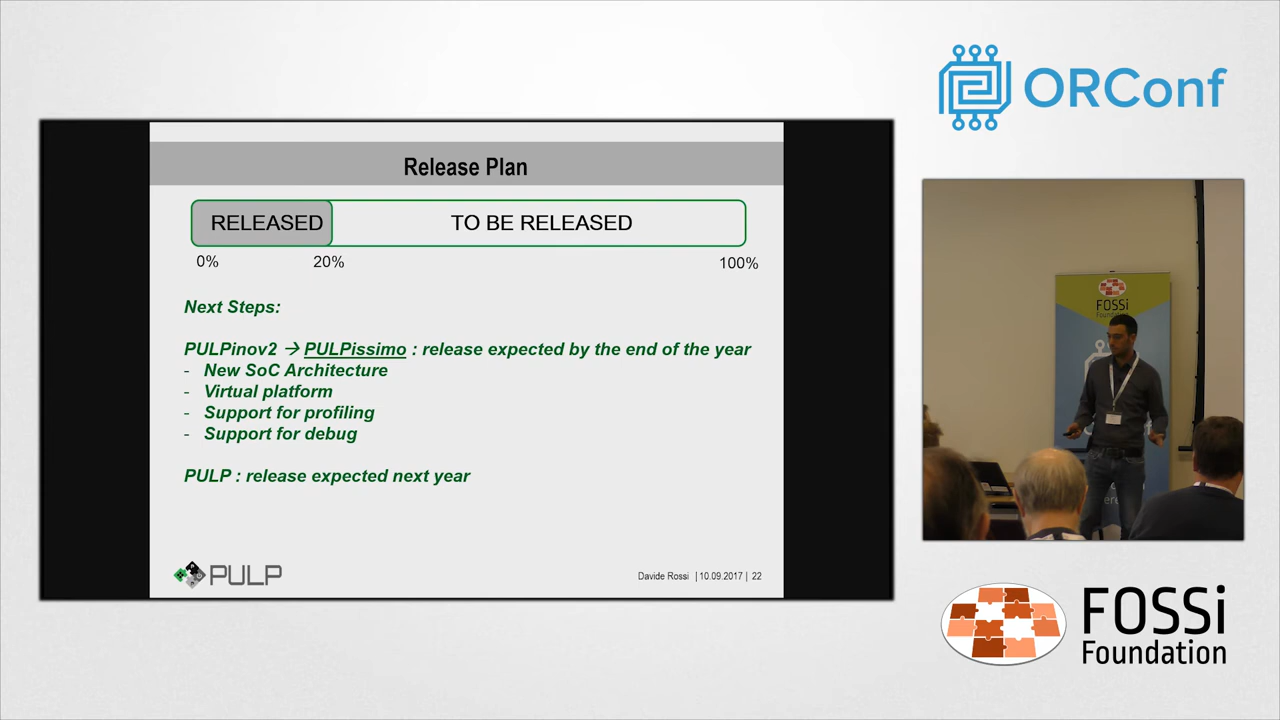 ORConf
Release Plan
RELEASED
TO BE RELEASED
0%
20%
100%
Next Steps:
PULPinov2 → PULPissimo : release expected by the end of the year
- New SoC Architecture
- Virtual platform
- Support for profiling
- Support for debug
PULP : release expected next year
PULP
Davide Rossi | 10.09.2017 | 22
FOSSi
Foundation
FOSSi
Foundation